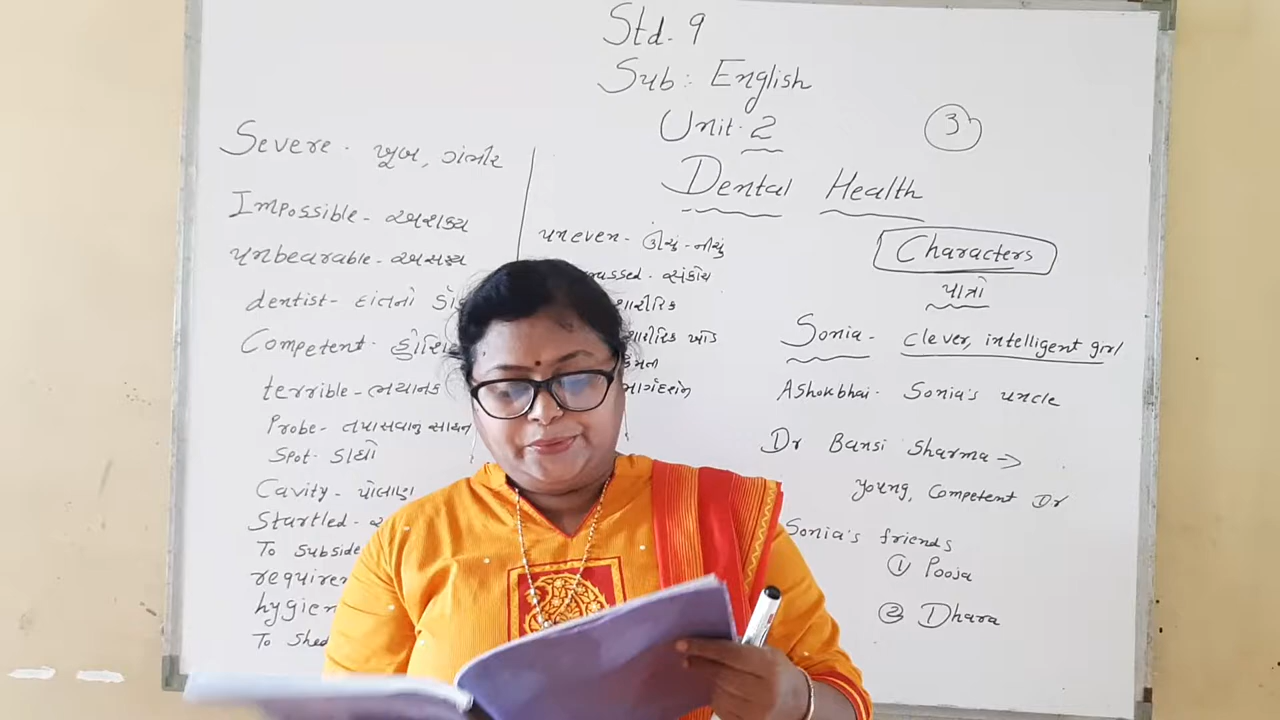 Std. 9
Sub: English
Unit. 2
3
Dental Health
Severe. ખૂબ, ગંભીર
Impossible - અશક્ય
Unbearable - અસહ્ય
dentist - દાંતનો
Competent.
terrible - ભયાનક
Probe - તપાસવાનુ સાધન
Spot. ડાઘો
Cavity - પોલાણ
Startled -
To subside
To shed
uneven - ઊંચું-નીચું
સંકોચ
શારીરિક
શારીરિક ખોડ
માર્ગદર્શન
Characters
પાત્રો
Sonia - clever, intelligent girl
Ashokbhai - Sonia's uncle
Dr Bansi Sharma →
young, Competent Dr
Sonia's friends
① Pooja
② Dhara